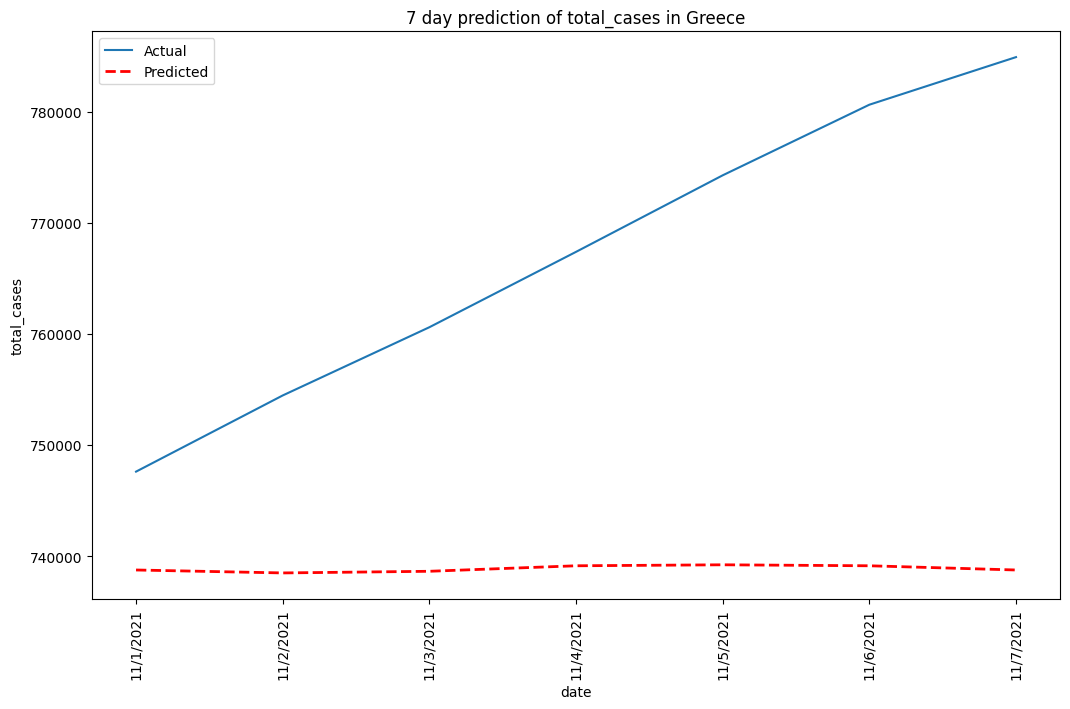 7 day prediction of total_cases in Greece
Actual
Predicted
780000
770000
760000
750000
740000
total_cases
11/1/2021
11/2/2021
11/3/2021
11/4/2021
11/5/2021
11/6/2021
11/7/2021
date